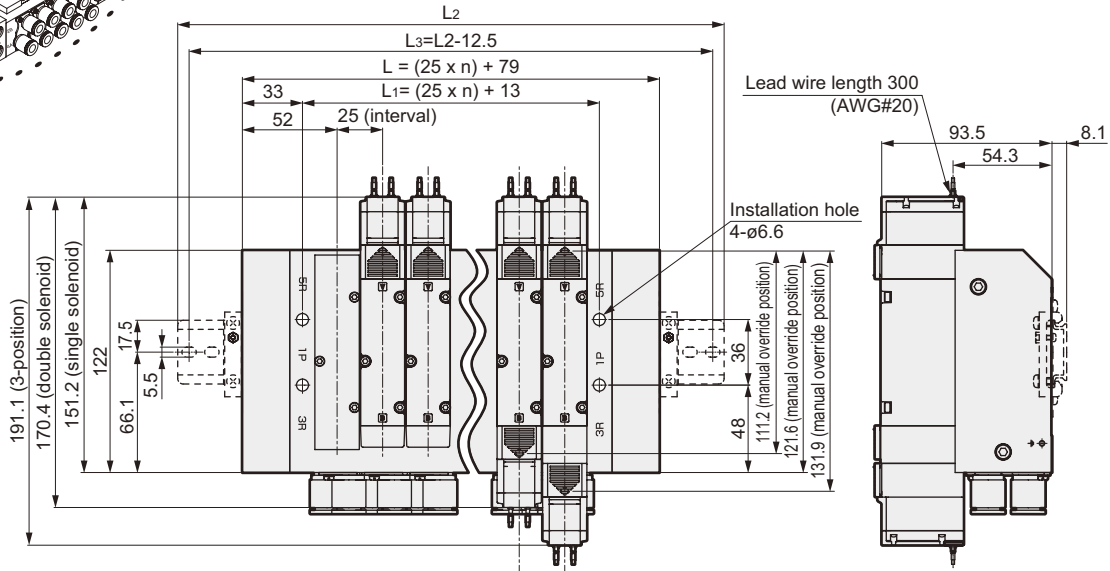 L2
L3=L2-12.5
L = (25 x n) + 79
L1= (25 x n) + 13
33
52
25 (interval)
Lead wire length 300
(AWG#20)
93.5
8.1
54.3
Installation hole
4-ø6.6
191.1 (3-position)
170.4 (double solenoid)
151.2 (single solenoid)
122
17.5
5.5
66.1
5R
1P
3R
5R
1P
3R
36
48
111.2 (manual override position)
121.6 (manual override position)
131.9 (manual override position)